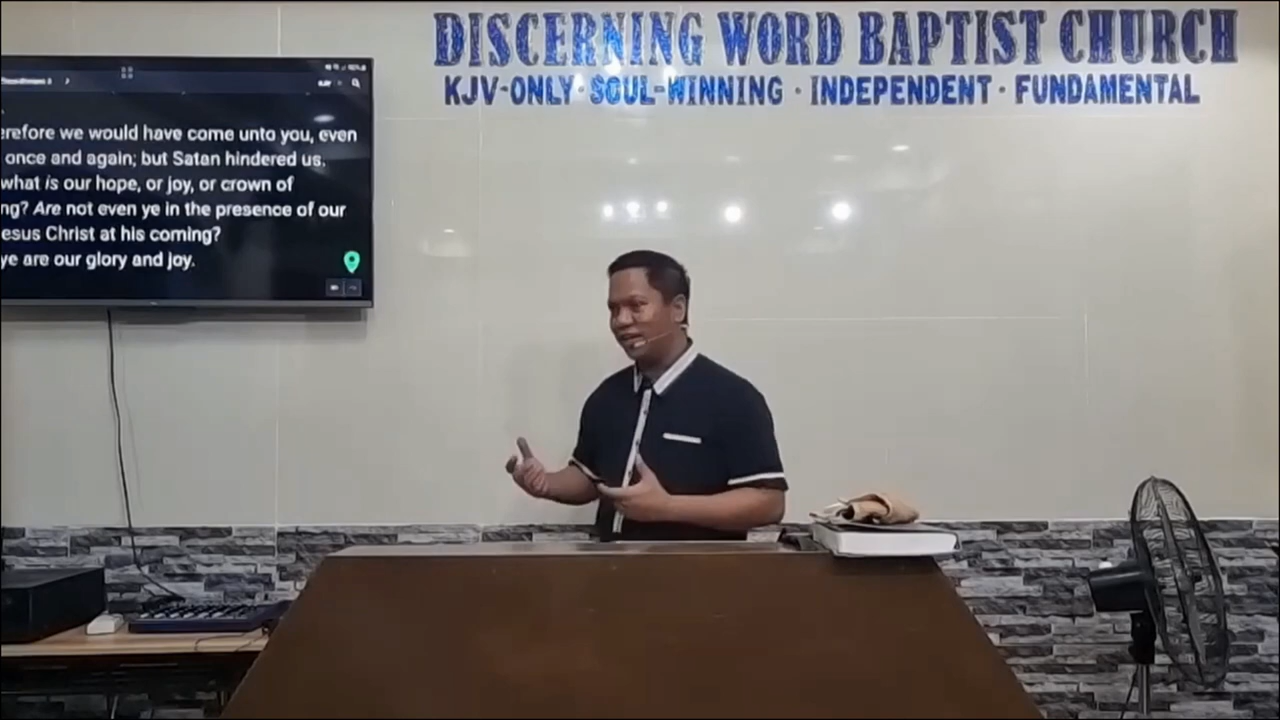 DISCERNING WORD BAPTIST CHURCH
KJV-ONLY · SOUL-WINNING · INDEPENDENT · FUNDAMENTAL
erefore we would have come unto you, even
once and again; but Satan hindered us.
what is our hope, or joy, or crown of
ng? Are not even ye in the presence of our
esus Christ at his coming?
ye are our glory and joy.